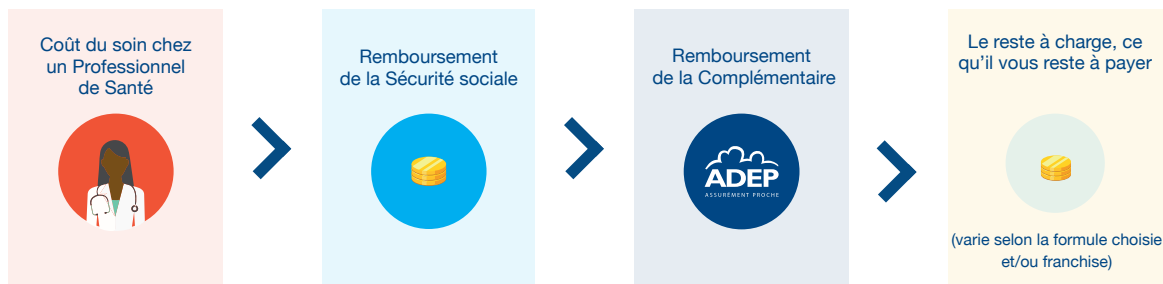 Coût du soin chez
un Professionnel
de Santé
Remboursement
de la Sécurité sociale
Remboursement
de la Complémentaire
ADEP
ASSURÉMENT PROCHE
Le reste à charge, ce
qu’il vous reste à payer
(varie selon la formule choisie
et/ou franchise)